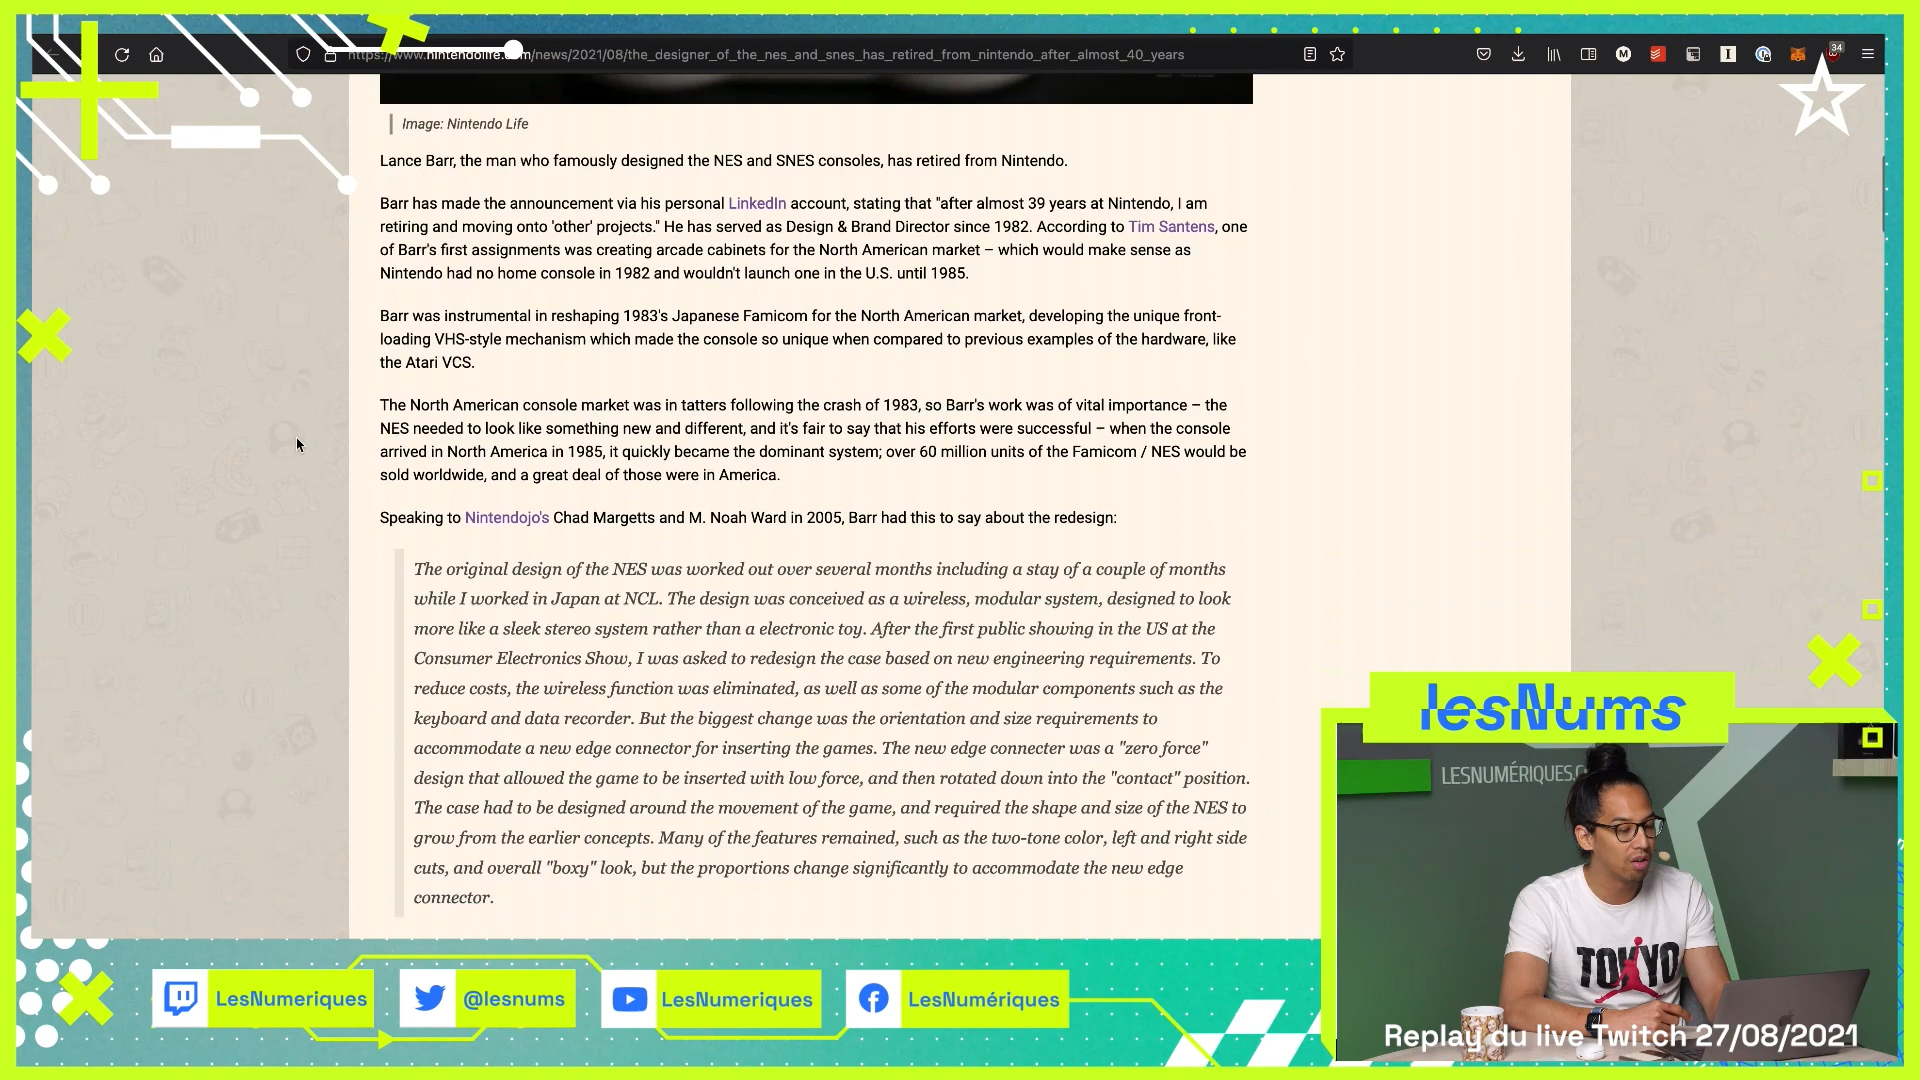 https://www.nintendolife.com/news/2021/08/the_designer_of_the_nes_and_snes_has_retired_from_nintendo_after_almost_40_years
34
Image: Nintendo Life
Lance Barr, the man who famously designed the NES and SNES consoles, has retired from Nintendo.
Barr has made the announcement via his personal LinkedIn account, stating that "after almost 39 years at Nintendo, I am
retiring and moving onto 'other' projects." He has served as Design & Brand Director since 1982. According to Tim Santens, one
of Barr's first assignments was creating arcade cabinets for the North American market – which would make sense as
Nintendo had no home console in 1982 and wouldn't launch one in the U.S. until 1985.
Barr was instrumental in reshaping 1983's Japanese Famicom for the North American market, developing the unique front-
loading VHS-style mechanism which made the console so unique when compared to previous examples of the hardware, like
the Atari VCS.
The North American console market was in tatters following the crash of 1983, so Barr's work was of vital importance – the
NES needed to look like something new and different, and it's fair to say that his efforts were successful – when the console
arrived in North America in 1985, it quickly became the dominant system; over 60 million units of the Famicom / NES would be
sold worldwide, and a great deal of those were in America.
Speaking to Nintendojo's Chad Margetts and M. Noah Ward in 2005, Barr had this to say about the redesign:
The original design of the NES was worked out over several months including a stay of a couple of months
while I worked in Japan at NCL. The design was conceived as a wireless, modular system, designed to look
more like a sleek stereo system rather than a electronic toy. After the first public showing in the US at the
Consumer Electronics Show, I was asked to redesign the case based on new engineering requirements. To
reduce costs, the wireless function was eliminated, as well as some of the modular components such as the
keyboard and data recorder. But the biggest change was the orientation and size requirements to
accommodate a new edge connector for inserting the games. The new edge connecter was a "zero force"
design that allowed the game to be inserted with low force, and then rotated down into the "contact" position.
The case had to be designed around the movement of the game, and required the shape and size of the NES to
grow from the earlier concepts. Many of the features remained, such as the two-tone color, left and right side
cuts, and overall "boxy" look, but the proportions change significantly to accommodate the new edge
connector.
lesNums
LESNUMÉRIQUES.C
TOKYO
LesNumeriques
@lesnums
LesNumeriques
LesNumériques
Replay du live Twitch 27/08/2021